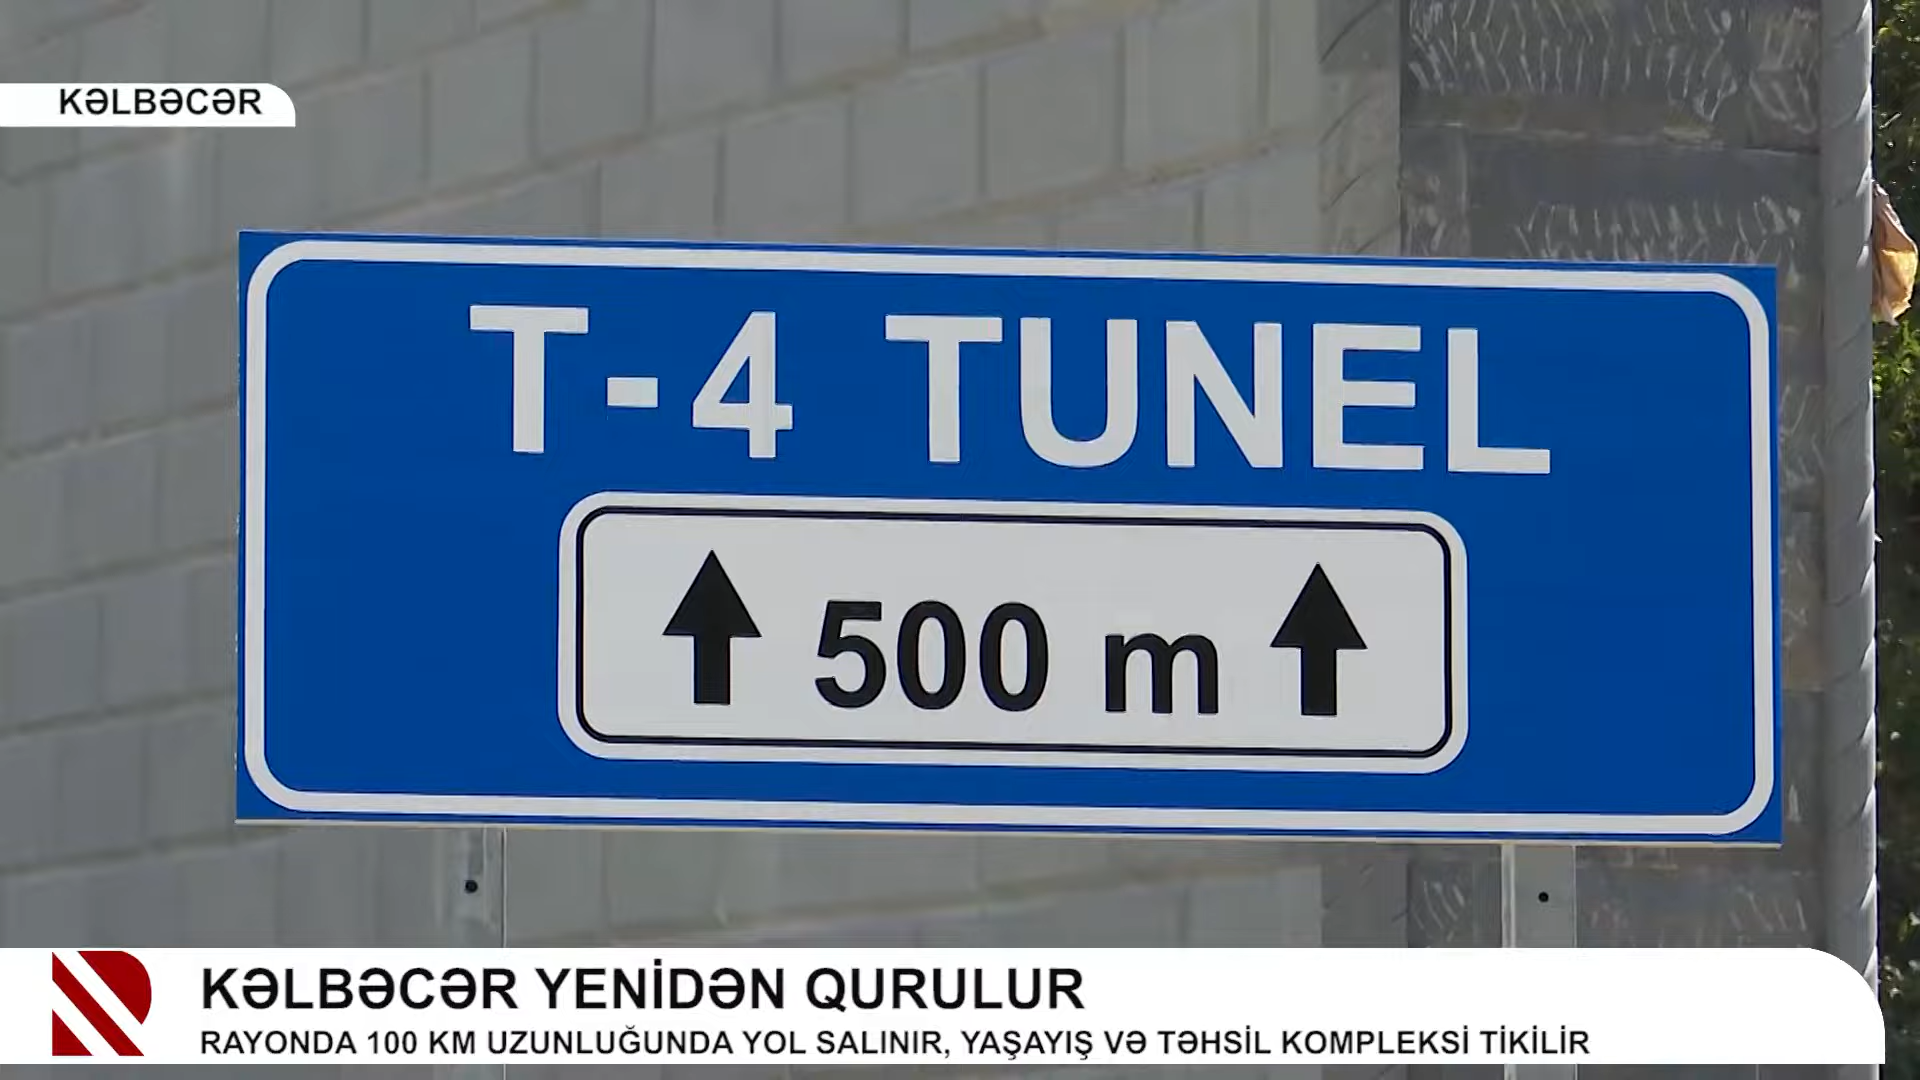 KƏLBƏCƏR
T-4 TUNEL
500 m
KƏLBƏCƏR YENİDƏN QURULUR
RAYONDA 100 KM UZUNLUĞUNDA YOL SALINIR, YAŞAYIŞ VƏ TƏHSİL KOMPLEKSİ TİKİLİR